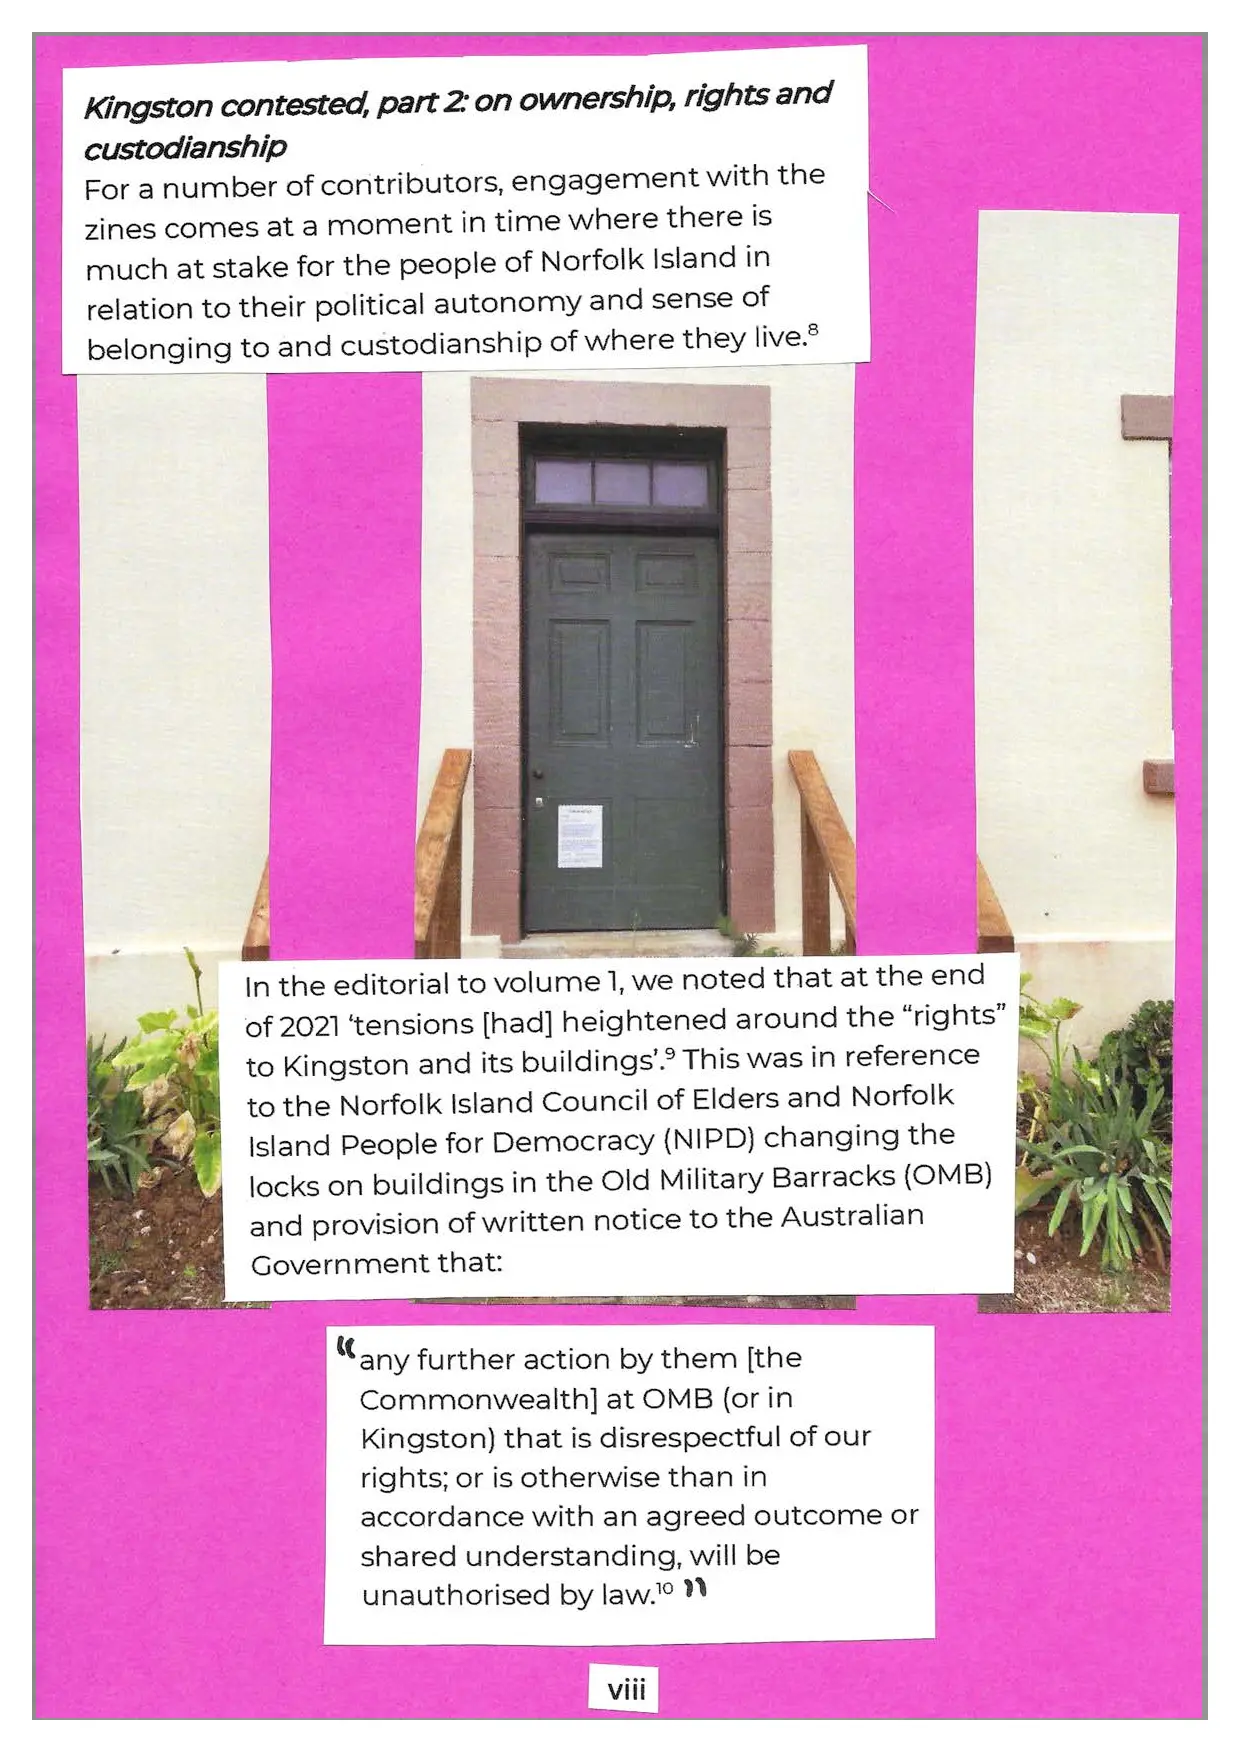 Kingston contested, part 2: on ownership, rights and
custodianship
For a number of contributors, engagement with the
zines comes at a moment in time where there is
much at stake for the people of Norfolk Island in
relation to their political autonomy and sense of
belonging to and custodianship of where they live.⁸
In the editorial to volume 1, we noted that at the end
of 2021 ‘tensions [had] heightened around the “rights”
to Kingston and its buildings’.⁹ This was in reference
to the Norfolk Island Council of Elders and Norfolk
Island People for Democracy (NIPD) changing the
locks on buildings in the Old Military Barracks (OMB)
and provision of written notice to the Australian
Government that:
“any further action by them [the
Commonwealth] at OMB (or in
Kingston) that is disrespectful of our
rights; or is otherwise than in
accordance with an agreed outcome or
shared understanding, will be
unauthorised by law.¹⁰ ”
viii